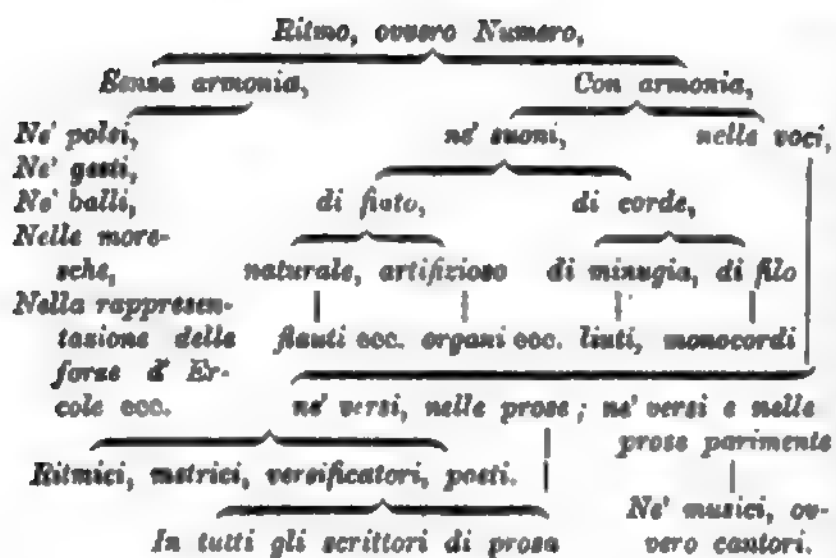 Ritmo, ovvero Numero,
Senza armonia,
Con armonia,
Ne' polsi,
ne' suoni,
nelle voci,
Ne' gesti,
Ne' balli,
di fiato,
di corde,
Nelle more-
sche,
naturale, artifizioso
di minugia, di filo
Nella rappresen-
tazione delle
flauti ecc. organi ecc. liuti, monocordi
forze d' Er-
cole ecc.
ne' versi, nelle prose; ne' versi e nelle
prose parimente
Ritmici, metrici, versificatori, poeti.
Ne' musici, ov-
In tutti gli scrittori di prosa
vero cantori.